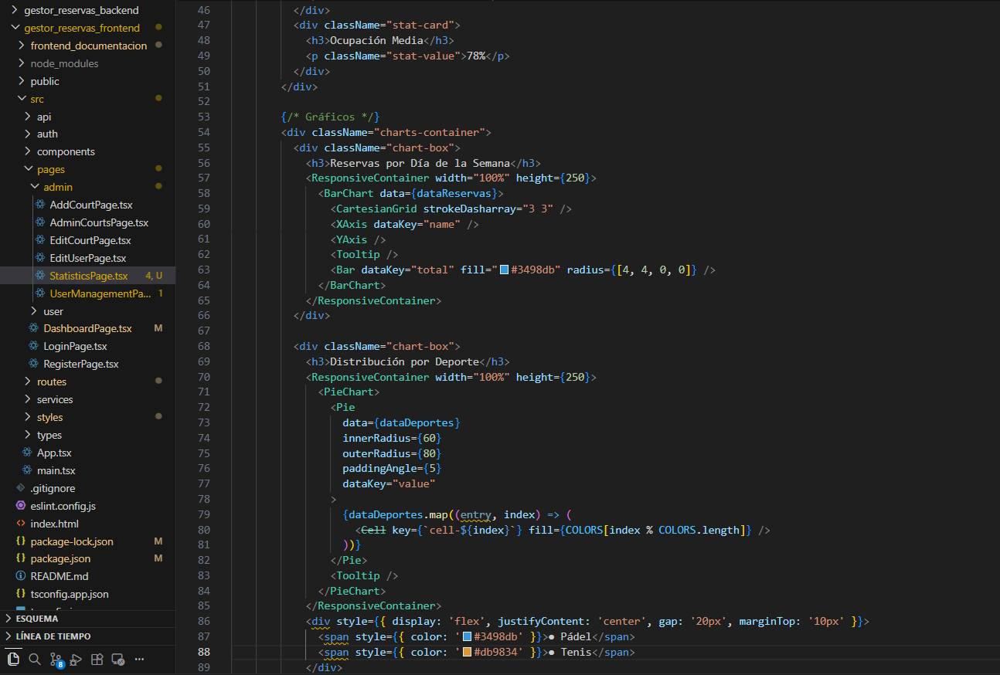 gestor_reservas_backend
gestor_reservas_frontend
frontend_documentacion
node_modules
public
src
api
auth
components
pages
admin
AddCourtPage.tsx
AdminCourtsPage.tsx
EditCourtPage.tsx
EditUserPage.tsx
StatisticsPage.tsx 4, U
UserManagementPa... 1
user
DashboardPage.tsx M
LoginPage.tsx
RegisterPage.tsx
routes
services
styles
types
App.tsx
main.tsx
.gitignore
eslint.config.js
index.html
package-lock.json M
package.json M
README.md
tsconfig.app.json
ESQUEMA
LÍNEA DE TIEMPO
8
46 </div>
47 <div className="stat-card">
48 <h3>Ocupación Media</h3>
49 <p className="stat-value">78%</p>
50 </div>
51 </div>
52
53 {/* Gráficos */}
54 <div className="charts-container">
55 <div className="chart-box">
56 <h3>Reservas por Día de la Semana</h3>
57 <ResponsiveContainer width="100%" height={250}>
58 <BarChart data={dataReservas}>
59 <CartesianGrid strokeDasharray="3 3" />
60 <XAxis dataKey="name" />
61 <YAxis />
62 <Tooltip />
63 <Bar dataKey="total" fill="#3498db" radius={[4, 4, 0, 0]} />
64 </BarChart>
65 </ResponsiveContainer>
66 </div>
67
68 <div className="chart-box">
69 <h3>Distribución por Deporte</h3>
70 <ResponsiveContainer width="100%" height={250}>
71 <PieChart>
72 <Pie
73 data={dataDeportes}
74 innerRadius={60}
75 outerRadius={80}
76 paddingAngle={5}
77 dataKey="value"
78 >
79 {dataDeportes.map((entry, index) => (
80 <Cell key={`cell-${index}`} fill={COLORS[index % COLORS.length]} />
81 ))}
82 </Pie>
83 <Tooltip />
84 </PieChart>
85 </ResponsiveContainer>
86 <div style={{ display: 'flex', justifyContent: 'center', gap: '20px', marginTop: '10px' }}>
87 <span style={{ color: '#3498db' }}>● Pádel</span>
88 <span style={{ color: '#db9834' }}>● Tenis</span>
89 </div>